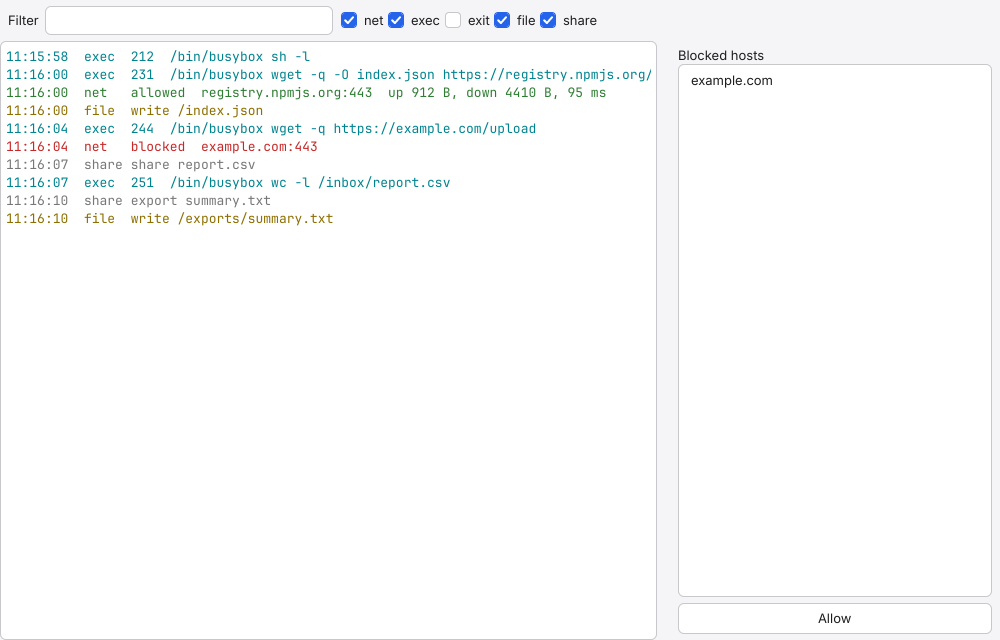 Filter net exec exit file share
11:15:58 exec 212 /bin/busybox sh -l
11:16:00 exec 231 /bin/busybox wget -q -O index.json https://registry.npmjs.org/
11:16:00 net allowed registry.npmjs.org:443 up 912 B, down 4410 B, 95 ms
11:16:00 file write /index.json
11:16:04 exec 244 /bin/busybox wget -q https://example.com/upload
11:16:04 net blocked example.com:443
11:16:07 share share report.csv
11:16:07 exec 251 /bin/busybox wc -l /inbox/report.csv
11:16:10 share export summary.txt
11:16:10 file write /exports/summary.txt
Blocked hosts
example.com
Allow